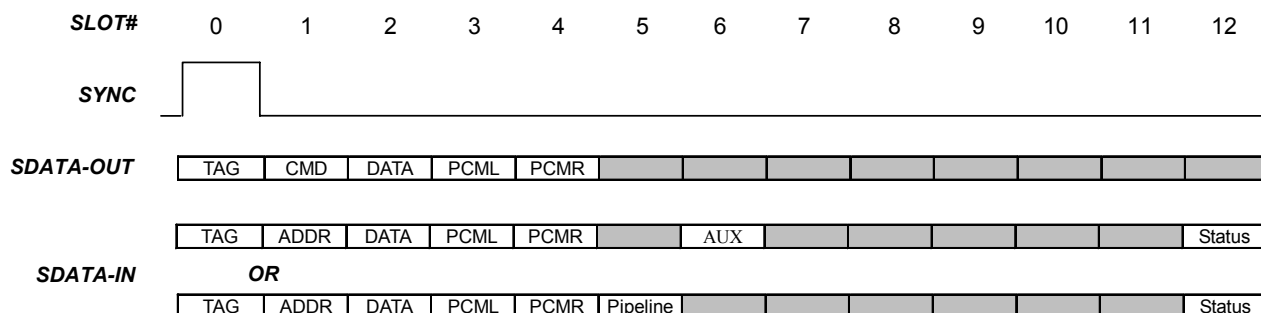 SLOT# 0 1 2 3 4 5 6 7 8 9 10 11 12
SYNC
SDATA-OUT TAG CMD DATA PCML PCMR
TAG ADDR DATA PCML PCMR AUX Status
SDATA-IN OR
TAG ADDR DATA PCML PCMR Pipeline Status